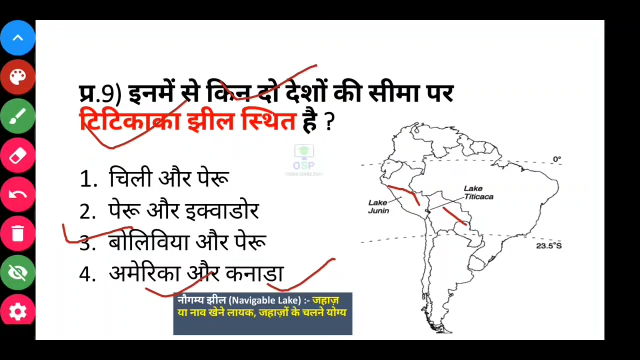 प्र.9) इनमें से किन दो देशों की सीमा पर
टिटिकाका झील स्थित है ?
OSP
1. चिली और पेरू
2. पेरू और इक्वाडोर
3. बोलिविया और पेरू
4. अमेरिका और कनाडा
नौगम्य झील (Navigable Lake) :- जहाज़
या नाव खेने लायक, जहाज़ों के चलने योग्य
0°
Lake
Titicaca
Lake
Junin
23.5°S